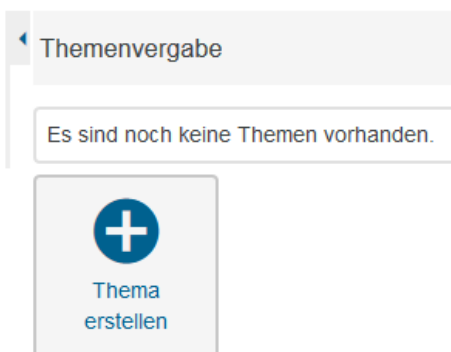 Themenvergabe
Es sind noch keine Themen vorhanden.
Thema
erstellen